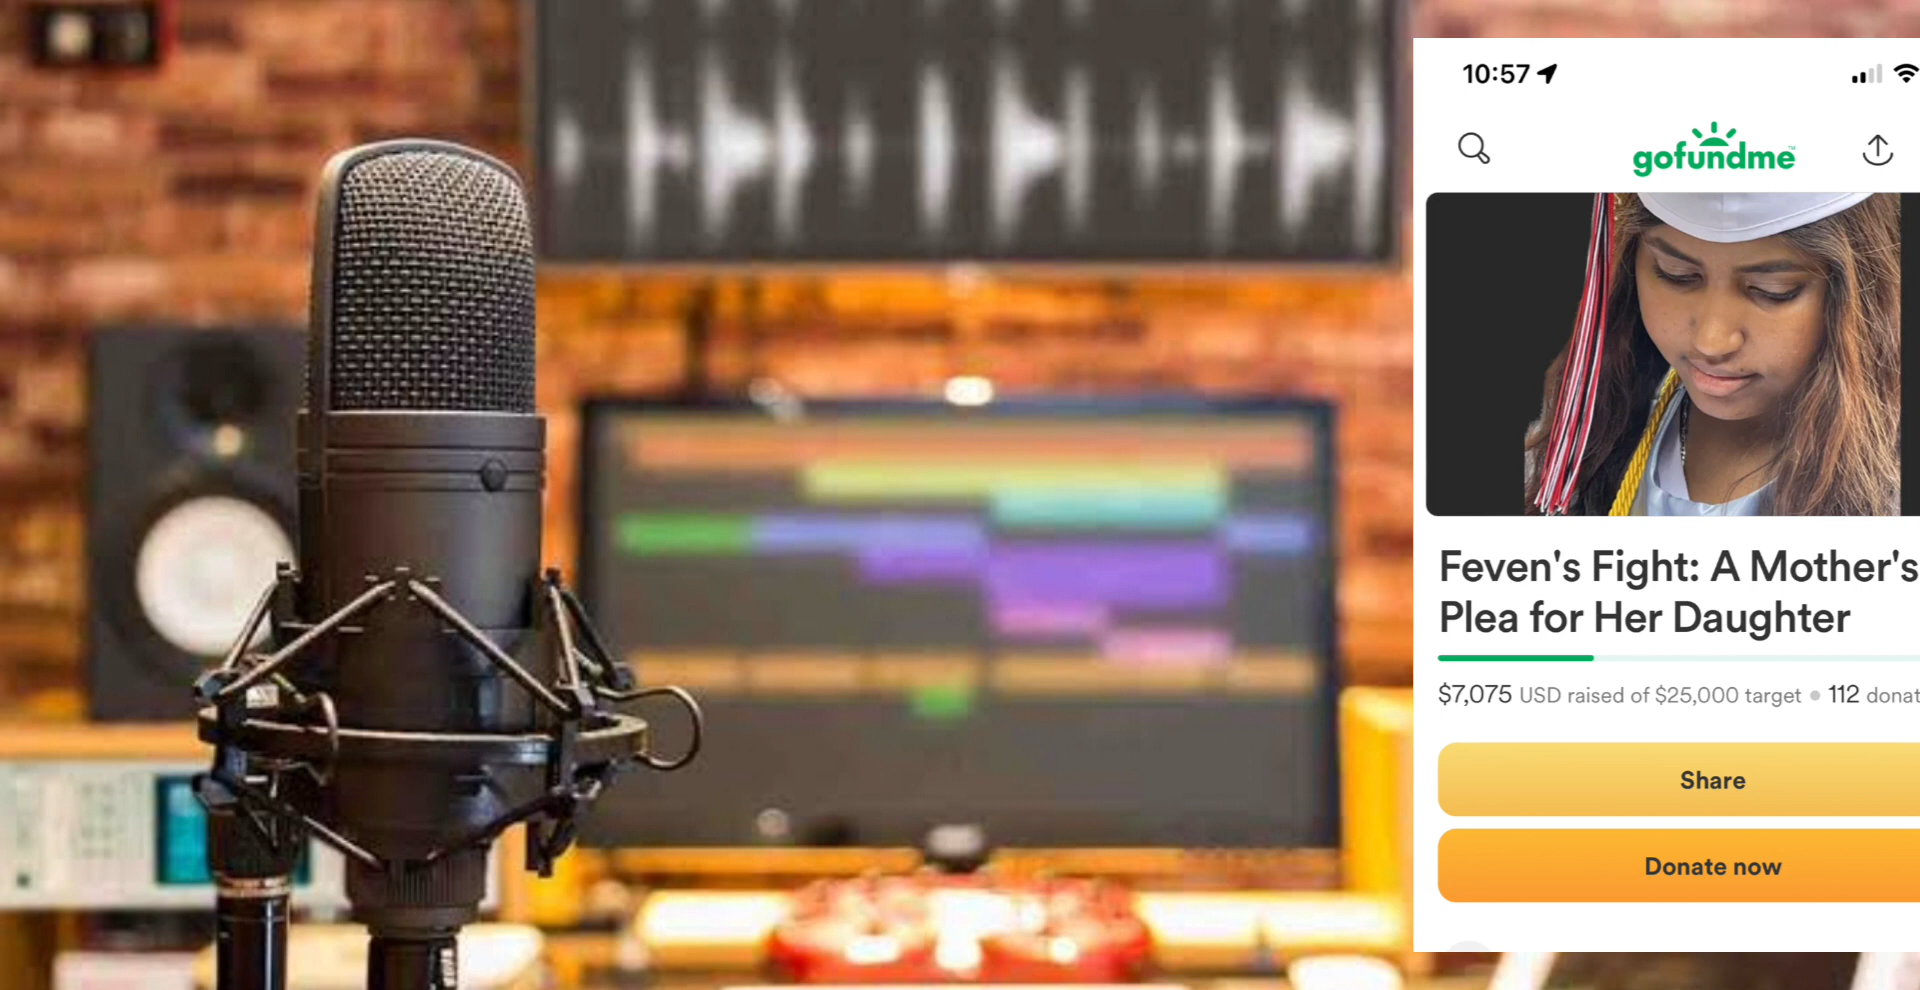 10:57
gofundme
Feven's Fight: A Mother's
Plea for Her Daughter
$7,075 USD raised of $25,000 target • 112 donat
Share
Donate now